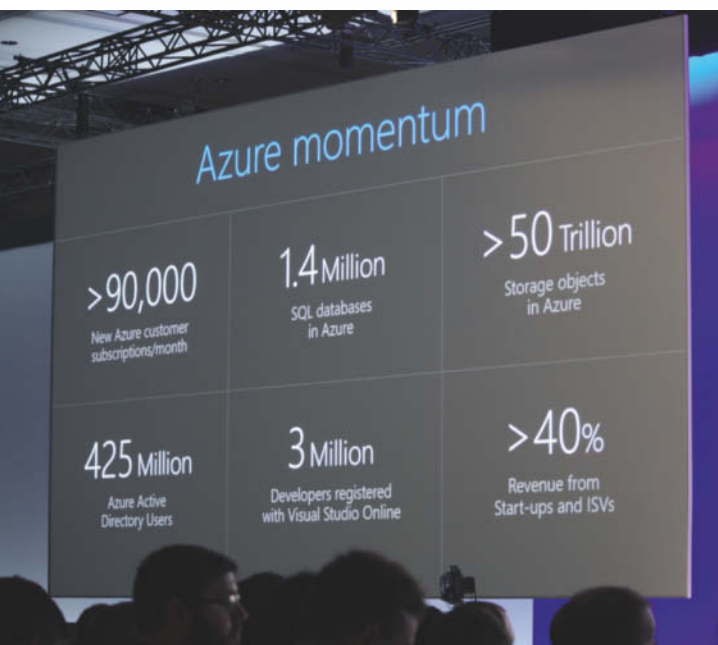 Azure momentum
>90,000
New Azure customer
subscriptions/month
1.4 Million
SQL databases
in Azure
>50 Trillion
Storage objects
in Azure
425 Million
Azure Active
Directory Users
3 Million
Developers registered
with Visual Studio Online
>40%
Revenue from
Start-ups and ISVs